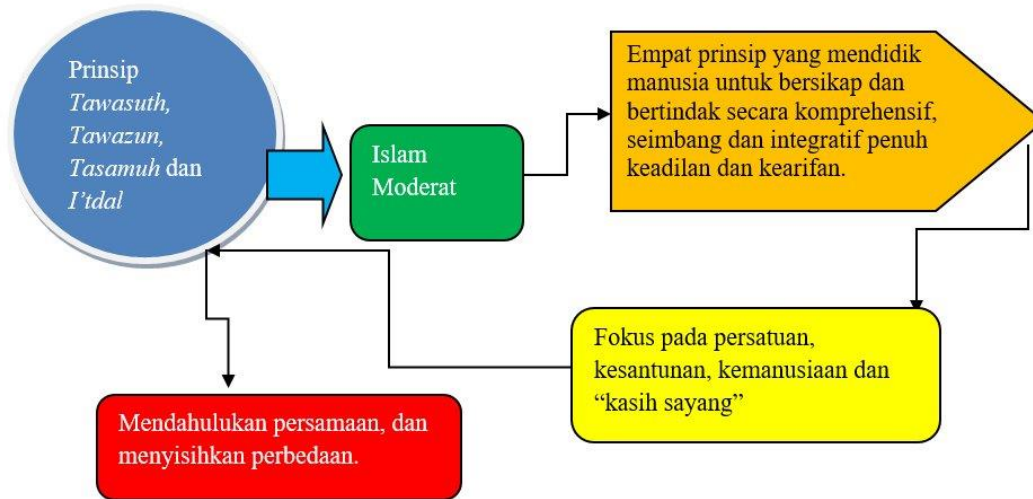 Prinsip
Tawasuth,
Tawazun,
Tasamuh dan
I’tdal
Islam
Moderat
Empat prinsip yang mendidik
manusia untuk bersikap dan
bertindak secara komprehensif,
seimbang dan integratif penuh
keadilan dan kearifan.
Fokus pada persatuan,
kesantunan, kemanusiaan dan
“kasih sayang”
Mendahulukan persamaan, dan
menyisihkan perbedaan.